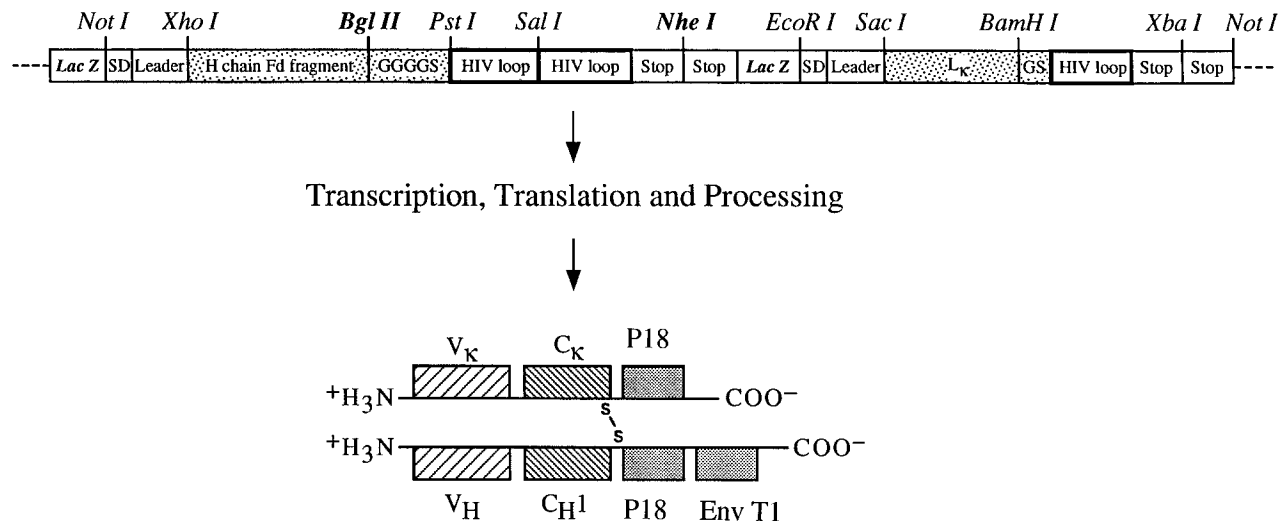 Not I Xho I Bgl II Pst I Sal I Nhe I EcoR I Sac I BamH I Xba I Not I
Lac Z SD Leader H chain Fd fragment GGGGS HIV loop HIV loop Stop Stop Lac Z SD Leader Lκ GS HIV loop Stop Stop
Transcription, Translation and Processing
Vκ Cκ P18
+H3N COO−
S
S
+H3N COO−
VH CH1 P18 Env T1